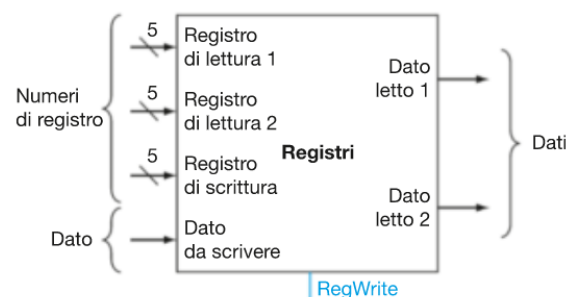 Numeri
di registro
Dato
5
Registro
di lettura 1
5
Registro
di lettura 2
5
Registro
di scrittura
Dato
da scrivere
Registri
Dato
letto 1
Dato
letto 2
Dati
RegWrite